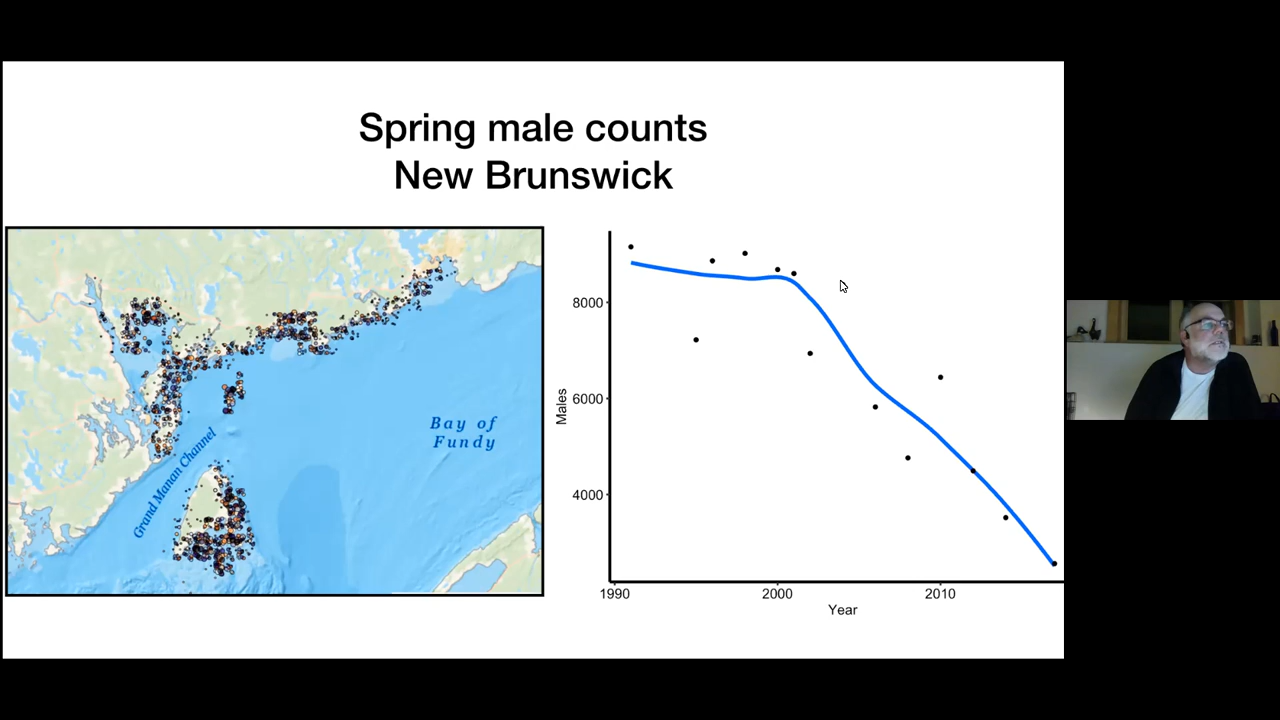 Spring male counts
New Brunswick
Bay of
Fundy
Grand Manan Channel
Males
8000
6000
4000
1990
2000
2010
Year